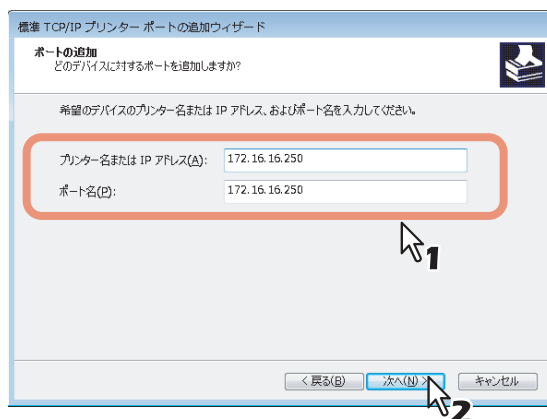 標準 TCP/IP プリンター ポートの追加ウィザード
ポートの追加
どのデバイスに対するポートを追加しますか?
希望のデバイスのプリンター名または IP アドレス、およびポート名を入力してください。
プリンター名または IP アドレス(A): 172.16.16.250
ポート名(P): 172.16.16.250
1
< 戻る(B) 次へ(N) > キャンセル
2